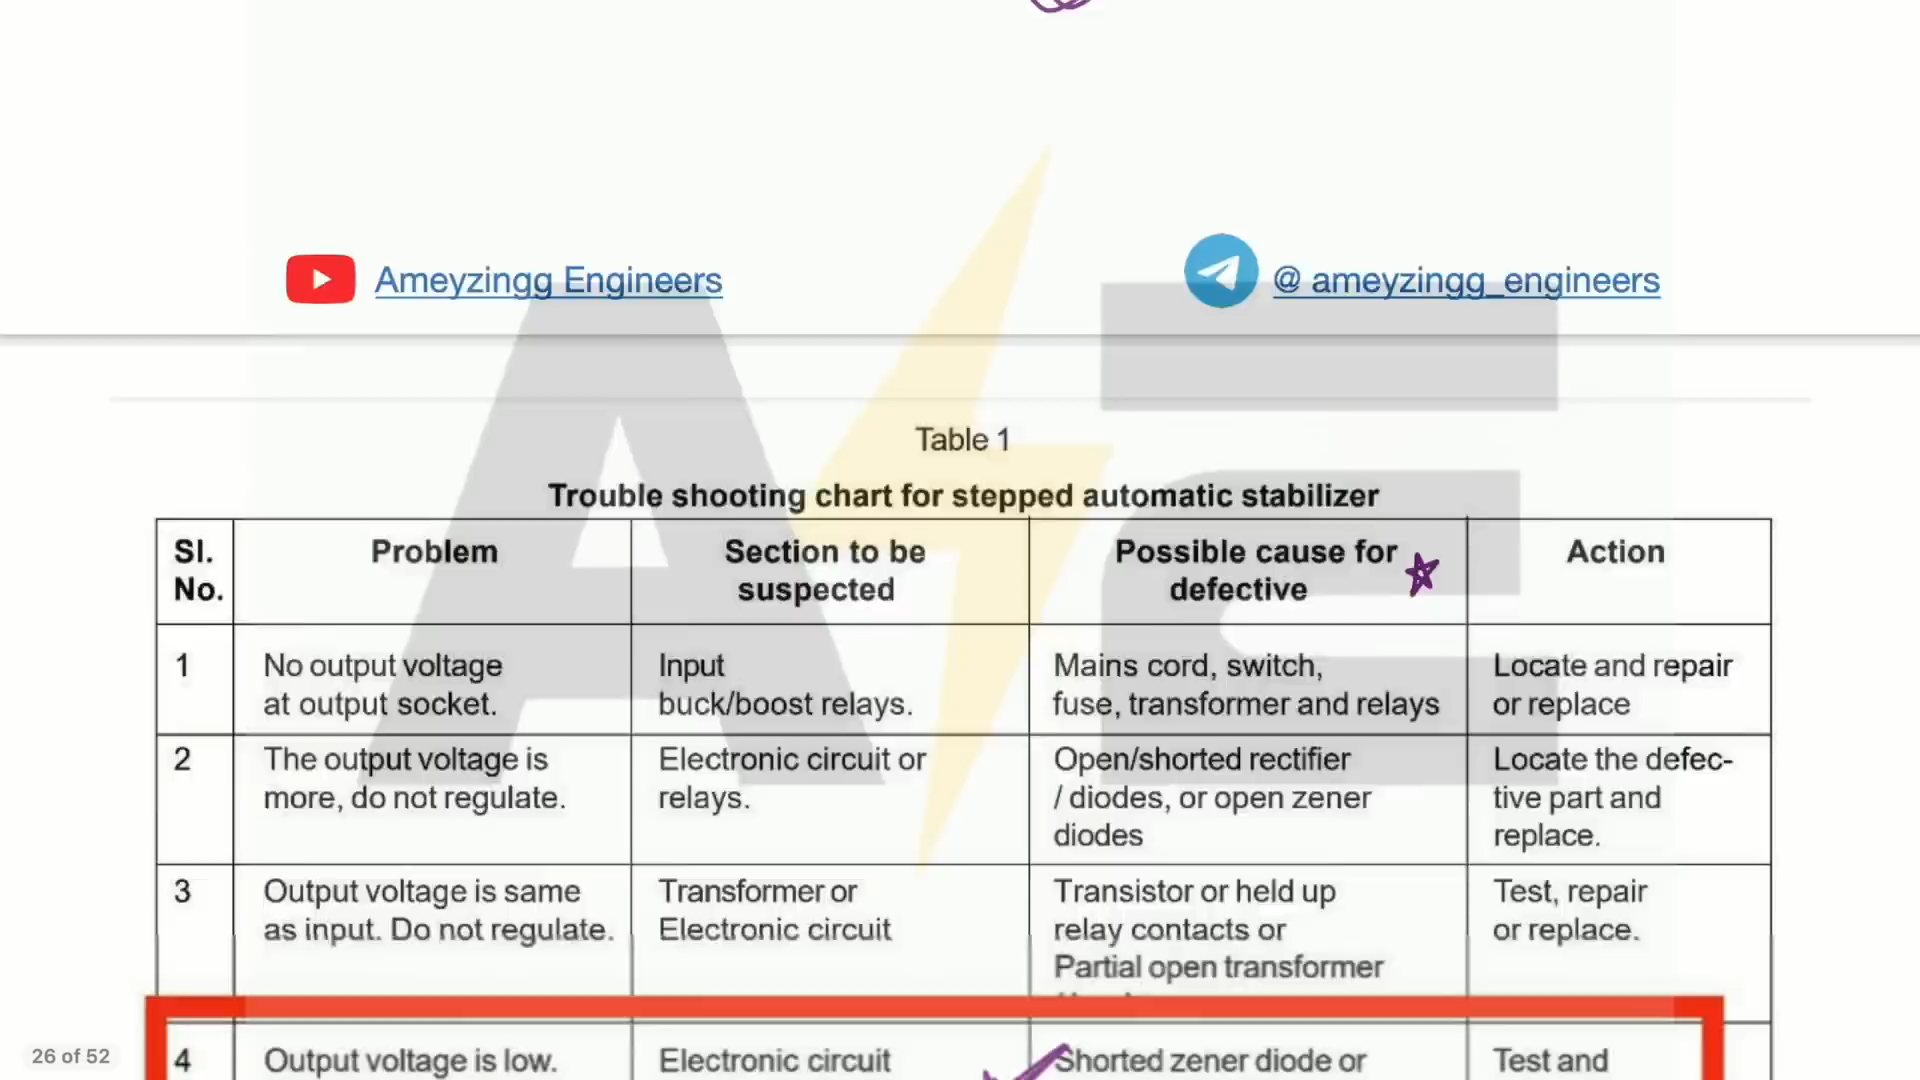 Ameyzingg Engineers
@ ameyzingg_engineers
Table 1
Trouble shooting chart for stepped automatic stabilizer
Sl. No.
Problem
Section to be suspected
Possible cause for defective
Action
1
No output voltage
at output socket.
Input
buck/boost relays.
Mains cord, switch,
fuse, transformer and relays
Locate and repair
or replace
2
The output voltage is
more, do not regulate.
Electronic circuit or
relays.
Open/shorted rectifier
/ diodes, or open zener
diodes
Locate the defec-
tive part and
replace.
3
Output voltage is same
as input. Do not regulate.
Transformer or
Electronic circuit
Transistor or held up
relay contacts or
Partial open transformer
Test, repair
or replace.
4
Output voltage is low.
Electronic circuit
Shorted zener diode or
Test and
26 of 52